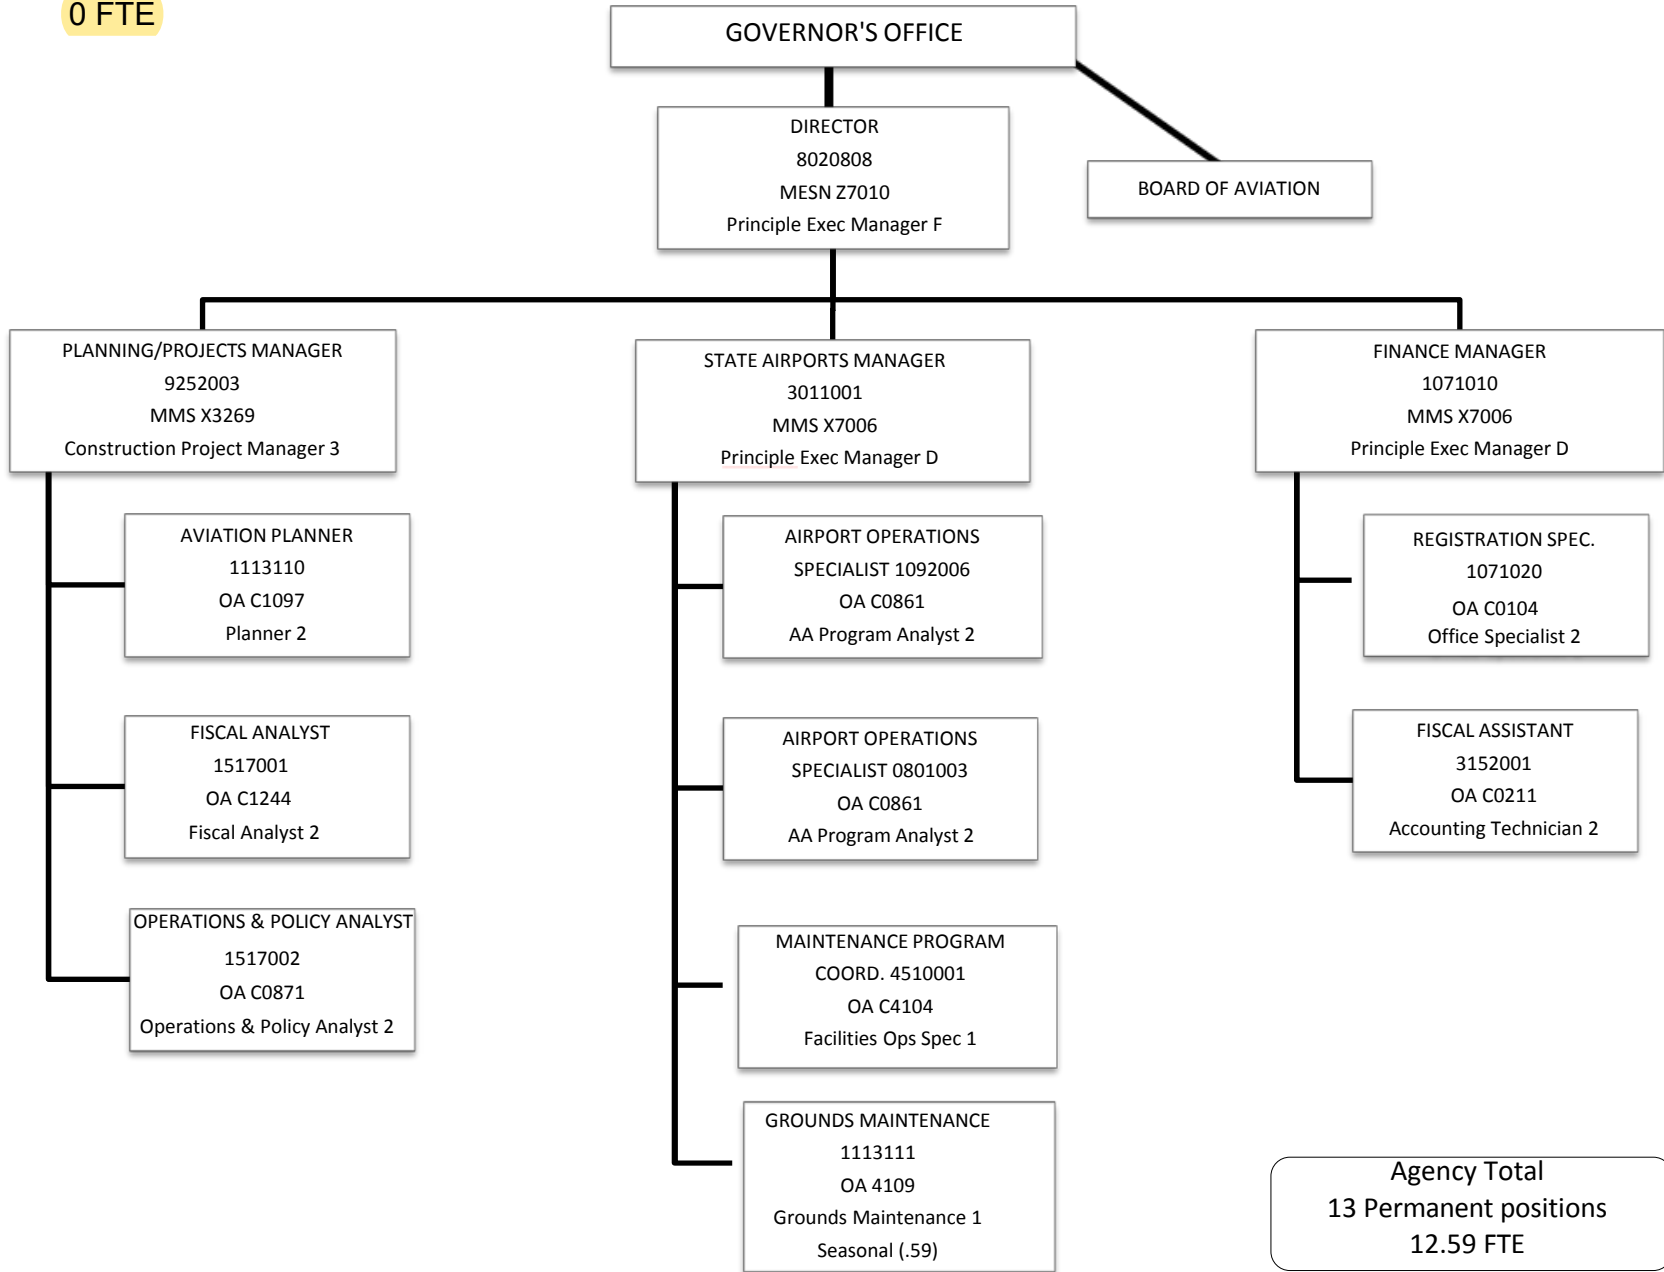 0 FTE
GOVERNOR'S OFFICE
DIRECTOR
8020808
MESN Z7010
Principle Exec Manager F
BOARD OF AVIATION
PLANNING/PROJECTS MANAGER
9252003
MMS X3269
Construction Project Manager 3
AVIATION PLANNER
1113110
OA C1097
Planner 2
FISCAL ANALYST
1517001
OA C1244
Fiscal Analyst 2
OPERATIONS & POLICY ANALYST
1517002
OA C0871
Operations & Policy Analyst 2
STATE AIRPORTS MANAGER
3011001
MMS X7006
Principle Exec Manager D
AIRPORT OPERATIONS
SPECIALIST 1092006
OA C0861
AA Program Analyst 2
AIRPORT OPERATIONS
SPECIALIST 0801003
OA C0861
AA Program Analyst 2
MAINTENANCE PROGRAM
COORD. 4510001
OA C4104
Facilities Ops Spec 1
GROUNDS MAINTENANCE
1113111
OA 4109
Grounds Maintenance 1
Seasonal (.59)
FINANCE MANAGER
1071010
MMS X7006
Principle Exec Manager D
REGISTRATION SPEC.
1071020
OA C0104
Office Specialist 2
FISCAL ASSISTANT
3152001
OA C0211
Accounting Technician 2
Agency Total
13 Permanent positions
12.59 FTE